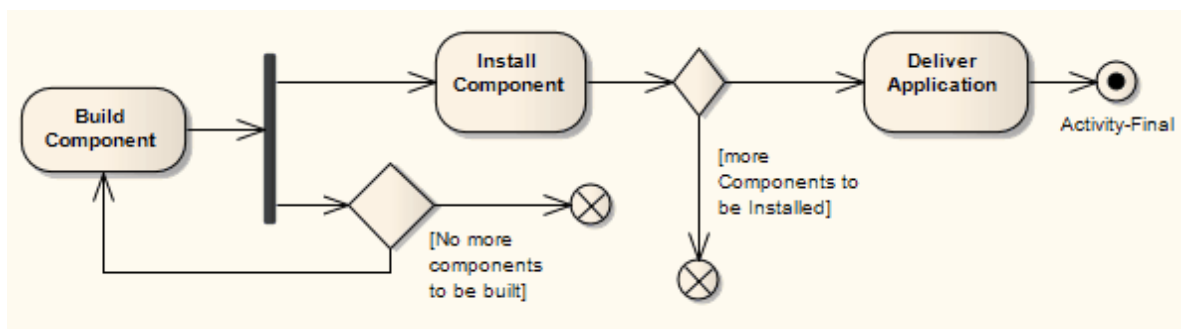 Build
Component
Install
Component
Deliver
Application
Activity-Final
[more
Components to
be Installed]
[No more
components
to be built]